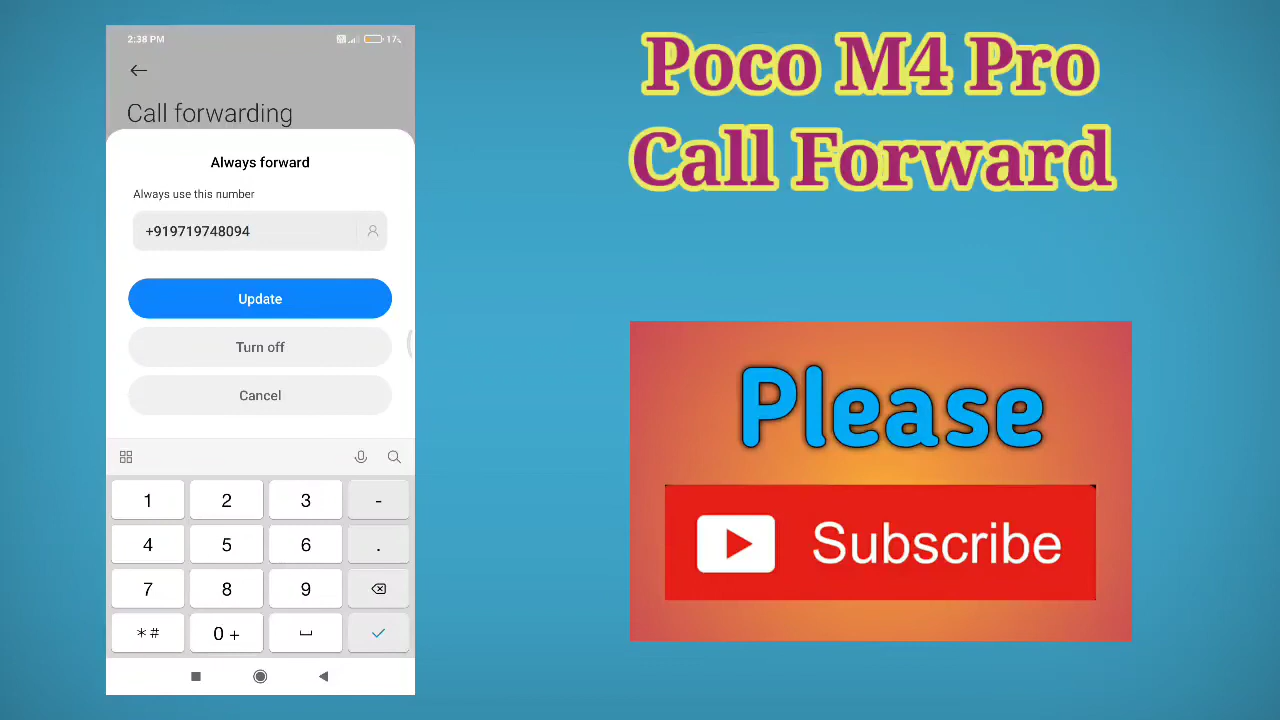 2:38 PM
17%
Call forwarding
Always forward
Always use this number
+919719748094
Update
Turn off
Cancel
1 2 3 -
4 5 6 .
7 8 9
*# 0 +
Poco M4 Pro
Call Forward
Please
Subscribe